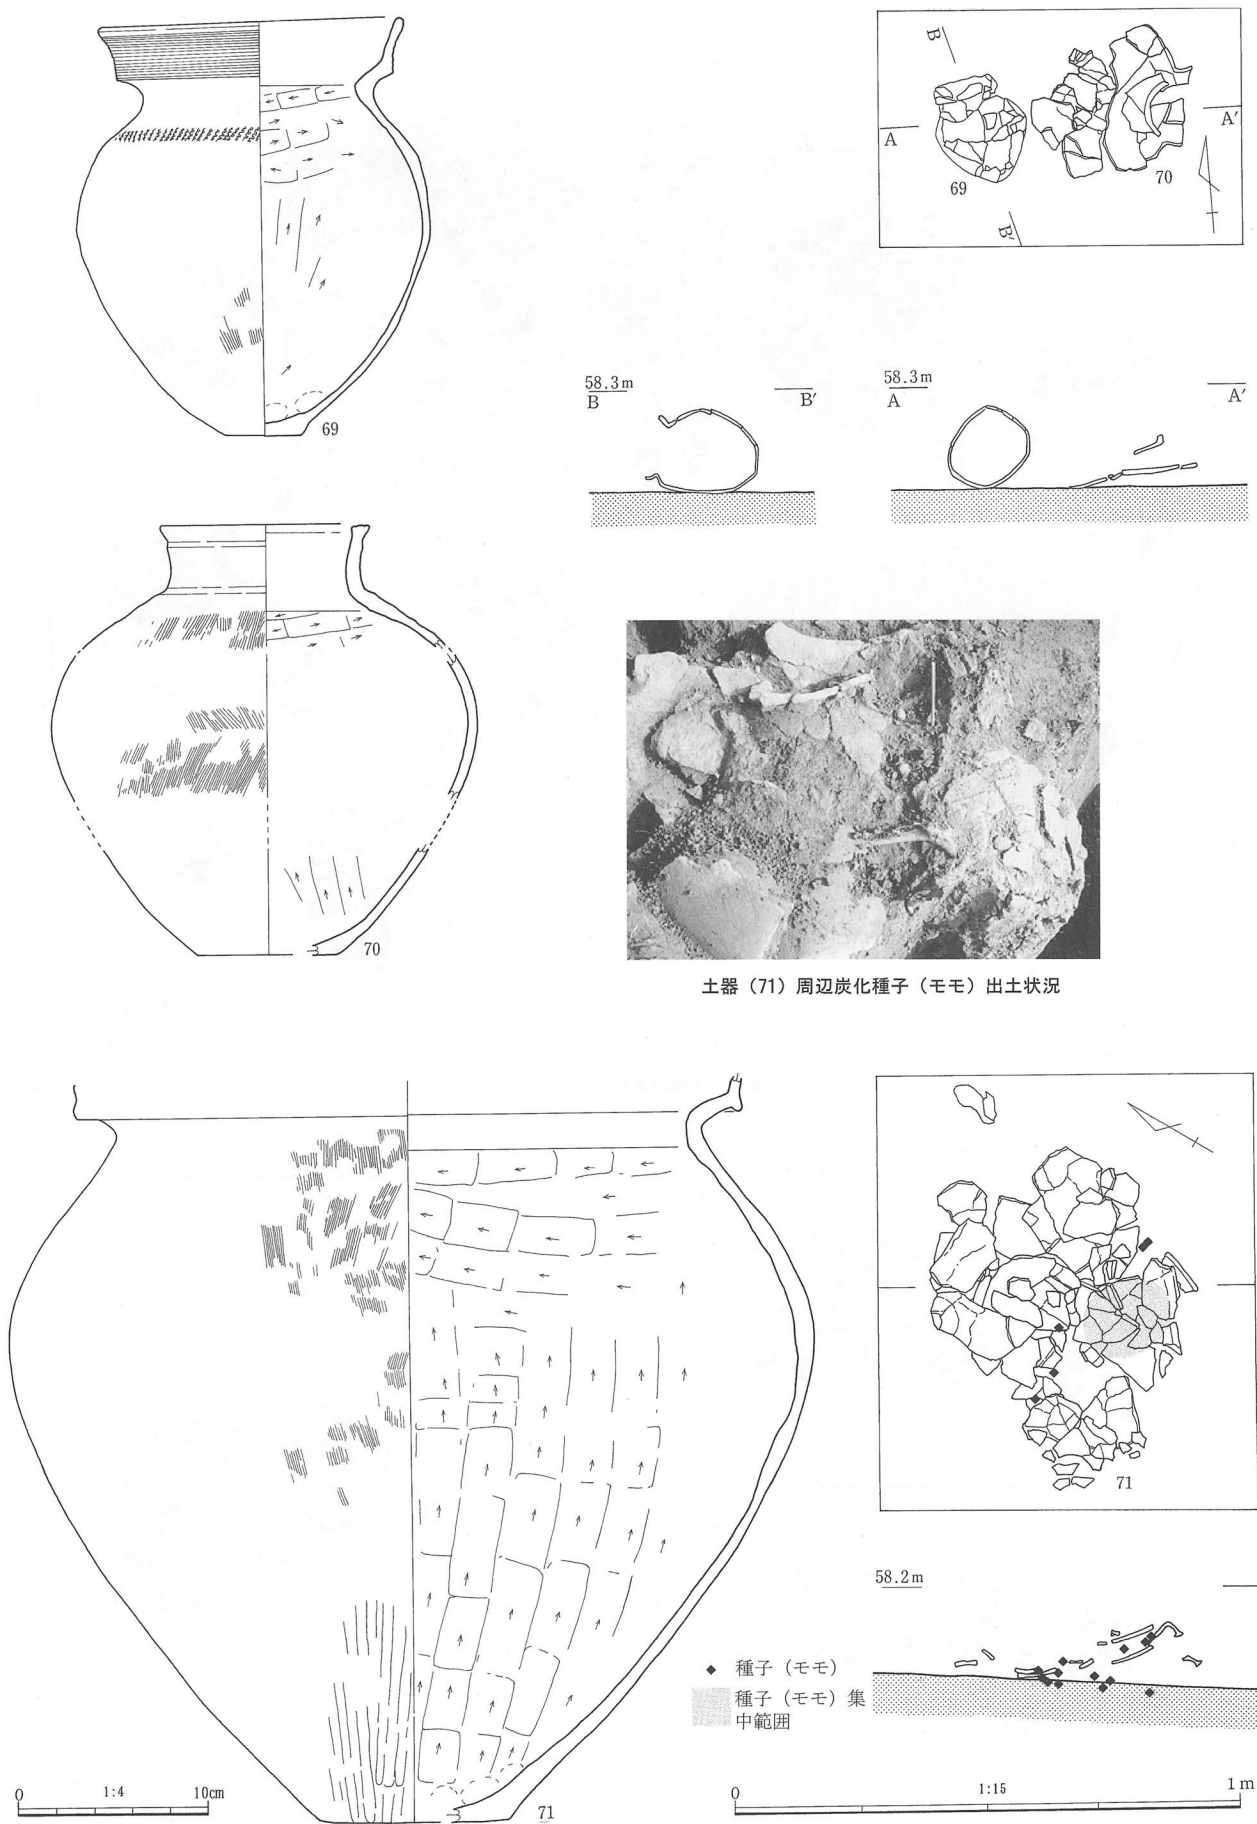 69
B
A
A′
69
70
B′
58.3m
B
B′
58.3m
A
A′
70
土器（71）周辺炭化種子（モモ）出土状況
71
58.2m
◆ 種子（モモ）
種子（モモ）集
中範囲
0 1:4 10cm
71
0 1:15 1m